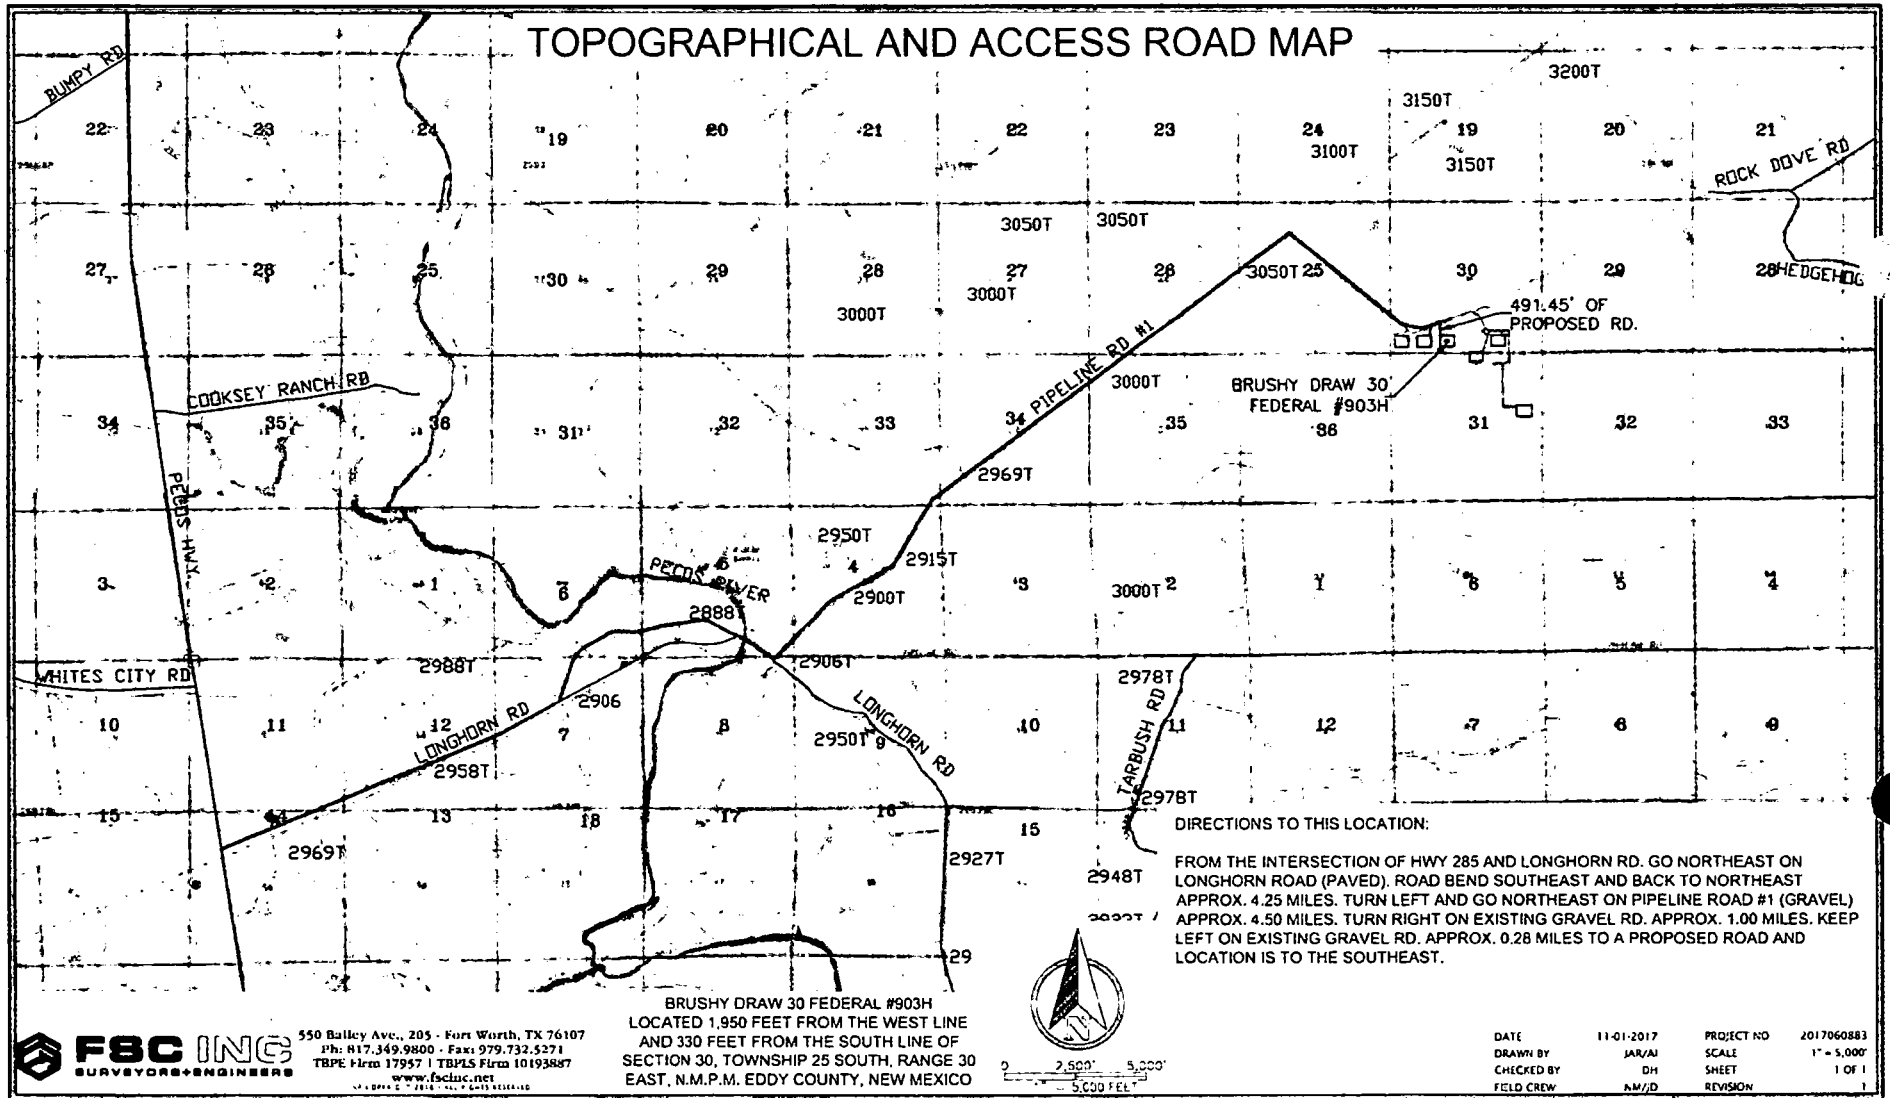 TOPOGRAPHICAL AND ACCESS ROAD MAP
BUMPY RD
3200T
3150T
22 23 24 19 20 21 22 23 24 19 20 21
3100T 3150T
ROCK DOVE RD
3050T 3050T
27 26 25 30 29 28 27 26 3050T 25 30 29 28 HEDGEHOG
3000T
3000T
491.45' OF
PROPOSED RD.
PIPELINE RD #1
3000T
COOKSEY RANCH RD
BRUSHY DRAW 30
FEDERAL #903H
34 35 36 31 32 33 34 35 36 31 32 33
2969T
PECOS HWY.
2950T
2915T
PECOS RIVER
3 2 1 6 5 4 3 2 1 6 5 4
3000T
2900T
2888
2988T
2906T
WHITES CITY RD
2978T
2906
LONGHORN RD
LONGHORN RD
TARBUSH RD
10 11 12 7 8 9 10 11 12 7 8 9
2950T
2958T
2978T
15 14 13 18 17 16 15
2969T
2927T
2948T
29
DIRECTIONS TO THIS LOCATION:
FROM THE INTERSECTION OF HWY 285 AND LONGHORN RD. GO NORTHEAST ON
LONGHORN ROAD (PAVED). ROAD BEND SOUTHEAST AND BACK TO NORTHEAST
APPROX. 4.25 MILES. TURN LEFT AND GO NORTHEAST ON PIPELINE ROAD #1 (GRAVEL)
APPROX. 4.50 MILES. TURN RIGHT ON EXISTING GRAVEL RD. APPROX. 1.00 MILES. KEEP
LEFT ON EXISTING GRAVEL RD. APPROX. 0.28 MILES TO A PROPOSED ROAD AND
LOCATION IS TO THE SOUTHEAST.
FSC INC
SURVEYORS+ENGINEERS
550 Bailey Ave., 205 - Fort Worth, TX 76107
Ph: 817.349.9800 - Fax: 979.732.5271
TBPE Firm 17957 | TBPLS Firm 10193887
www.fscinc.net
BRUSHY DRAW 30 FEDERAL #903H
LOCATED 1,950 FEET FROM THE WEST LINE
AND 330 FEET FROM THE SOUTH LINE OF
SECTION 30, TOWNSHIP 25 SOUTH, RANGE 30
EAST, N.M.P.M. EDDY COUNTY, NEW MEXICO
N
0 2,500' 5,000'
5,000 FEET
DATE 11-01-2017 PROJECT NO 2017060883
DRAWN BY JAR/AI SCALE 1" = 5,000'
CHECKED BY DH SHEET 1 OF 1
FIELD CREW NM/JD REVISION 1